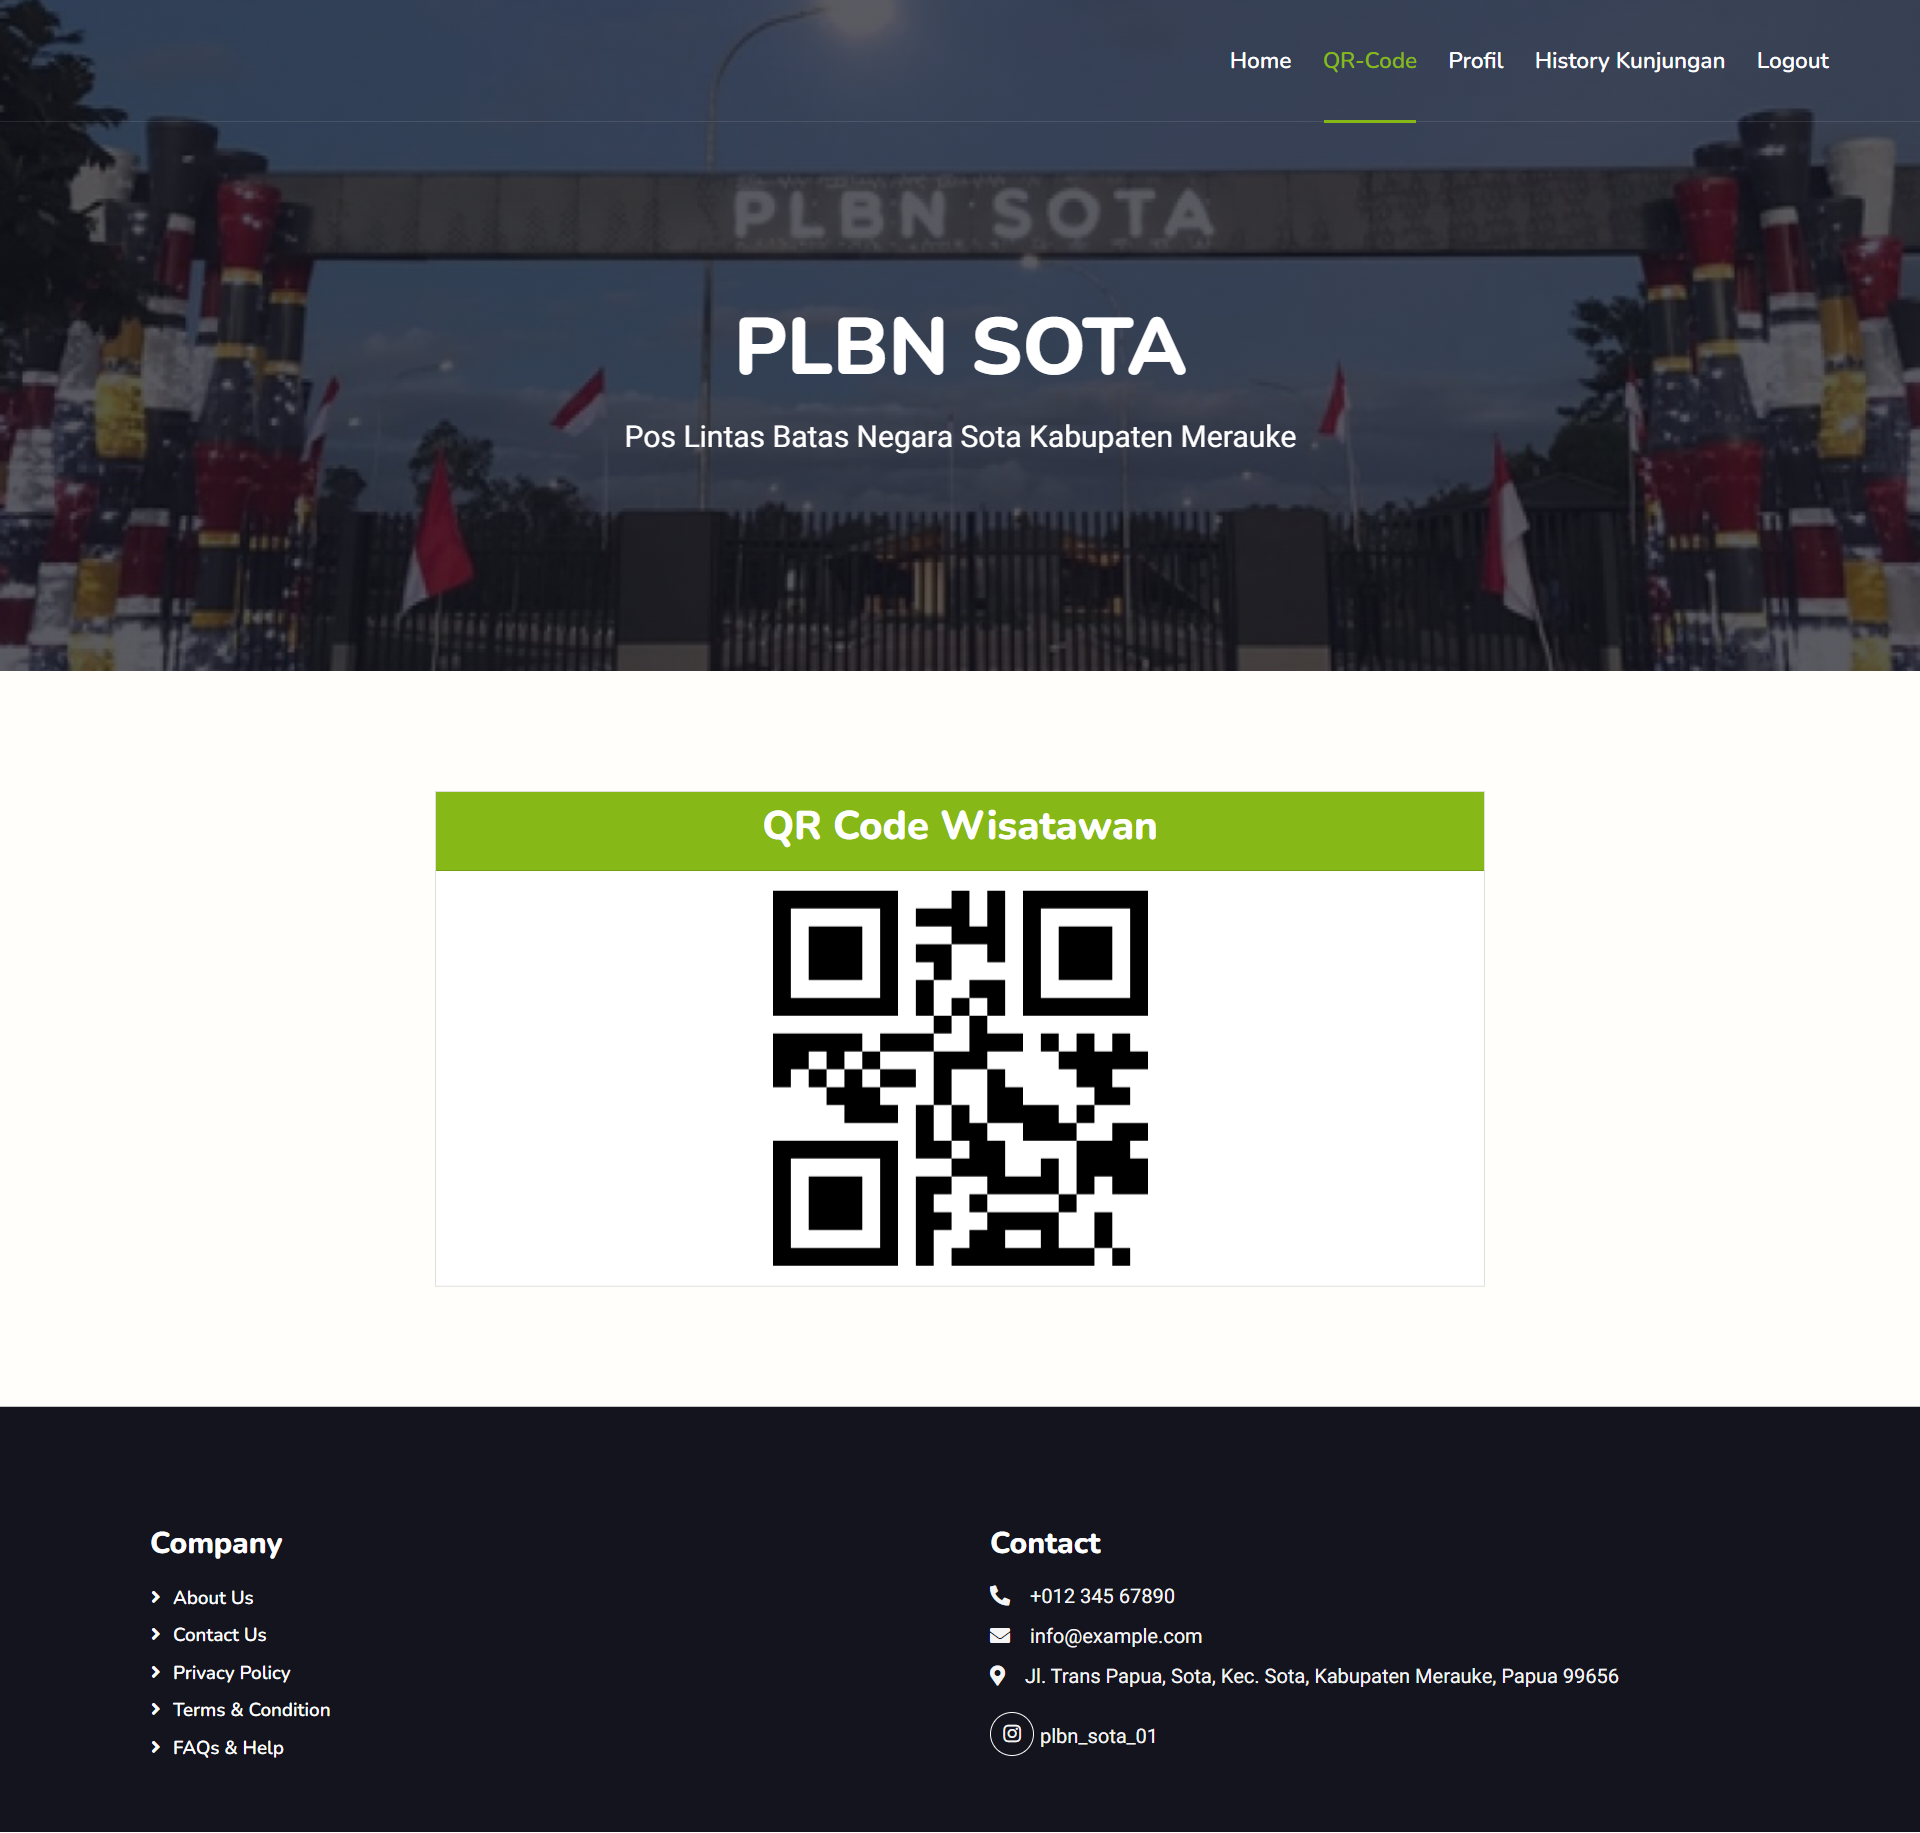 Home QR-Code Profil History Kunjungan Logout
PLBN SOTA
PLBN SOTA
Pos Lintas Batas Negara Sota Kabupaten Merauke
QR Code Wisatawan
Company
About Us
Contact Us
Privacy Policy
Terms & Condition
FAQs & Help
Contact
+012 345 67890
info@example.com
Jl. Trans Papua, Sota, Kec. Sota, Kabupaten Merauke, Papua 99656
plbn_sota_01